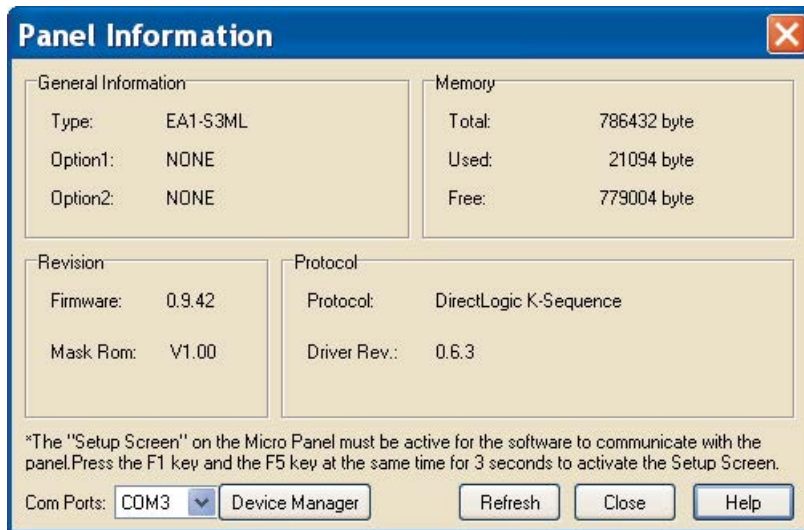 Panel Information
General Information
Type: EA1-S3ML
Option1: NONE
Option2: NONE
Memory
Total: 786432 byte
Used: 21094 byte
Free: 779004 byte
Revision
Firmware: 0.9.42
Mask Rom: V1.00
Protocol
Protocol: DirectLogic K-Sequence
Driver Rev.: 0.6.3
*The "Setup Screen" on the Micro Panel must be active for the software to communicate with the
panel.Press the F1 key and the F5 key at the same time for 3 seconds to activate the Setup Screen.
Com Ports: COM3 Device Manager Refresh Close Help